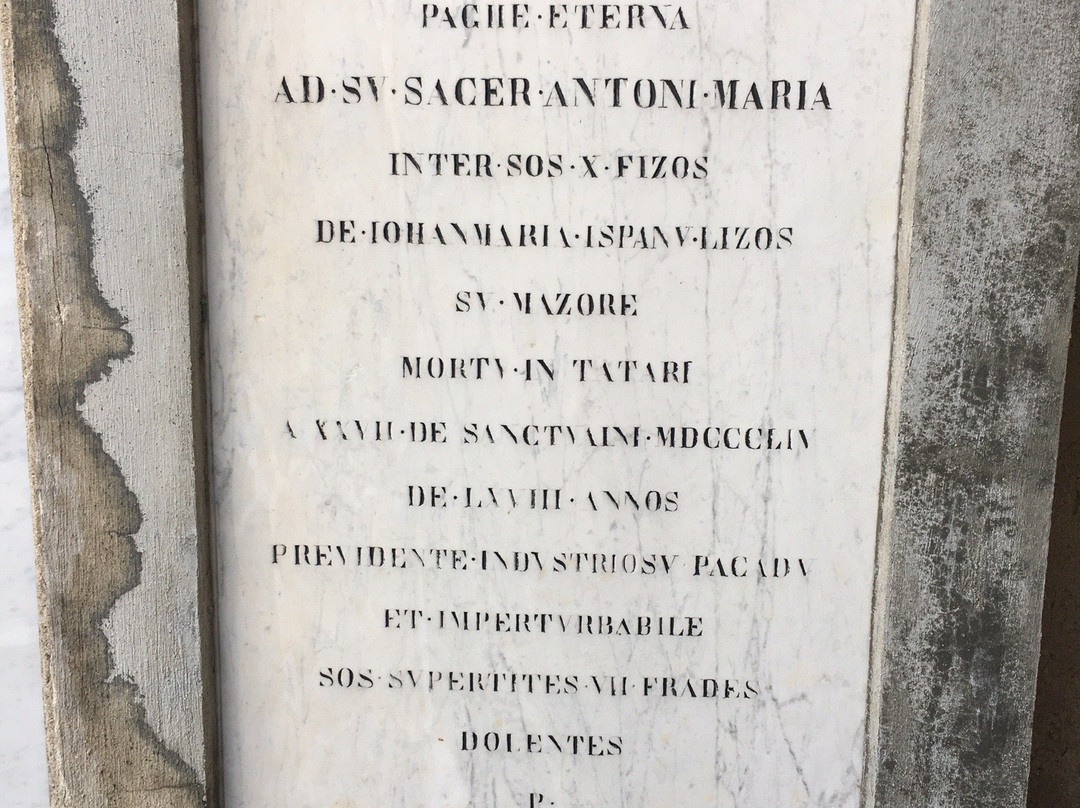 PACHE·ETERNA
AD·SV·SACER·ANTONI·MARIA
INTER·SOS·X·FIZOS
DE·IOHANMARIA·ISPANV·LIZOS
SV·MAZORE
MORTV·IN TATARI
A XXVII·DE SANCTVAINI·MDCCCLIV
DE·LXVIII·ANNOS
PREVIDENTE·INDVSTRIOSV PACADV
ET·IMPERTVRBABILE
SOS·SVPERTITES·VII·FRADES
DOLENTES
P·